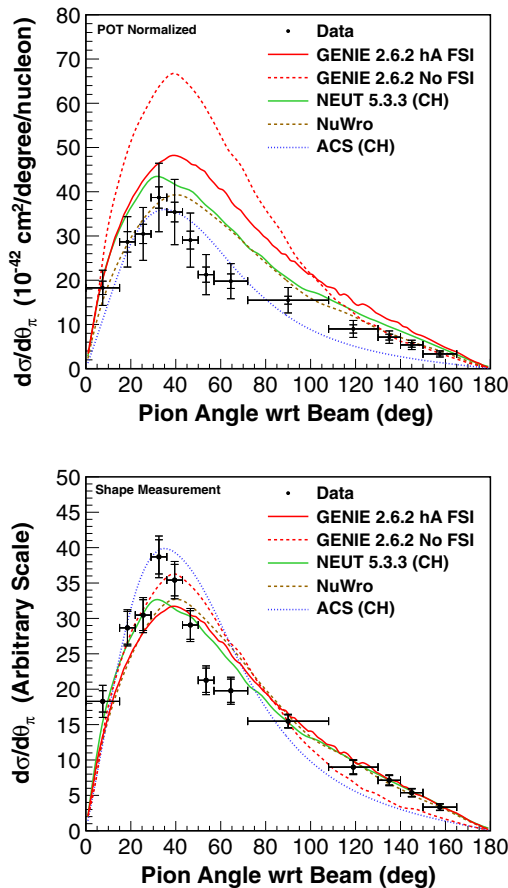 80
POT Normalized
Data
70
GENIE 2.6.2 hA FSI
GENIE 2.6.2 No FSI
60
NEUT 5.3.3 (CH)
NuWro
50
ACS (CH)
40
30
20
10
0
dσ/dθπ (10⁻⁴² cm²/degree/nucleon)
0 20 40 60 80 100 120 140 160 180
Pion Angle wrt Beam (deg)
50
Shape Measurement
Data
45
GENIE 2.6.2 hA FSI
40
GENIE 2.6.2 No FSI
NEUT 5.3.3 (CH)
35
NuWro
30
ACS (CH)
25
20
15
10
5
0
dσ/dθπ (Arbitrary Scale)
0 20 40 60 80 100 120 140 160 180
Pion Angle wrt Beam (deg)